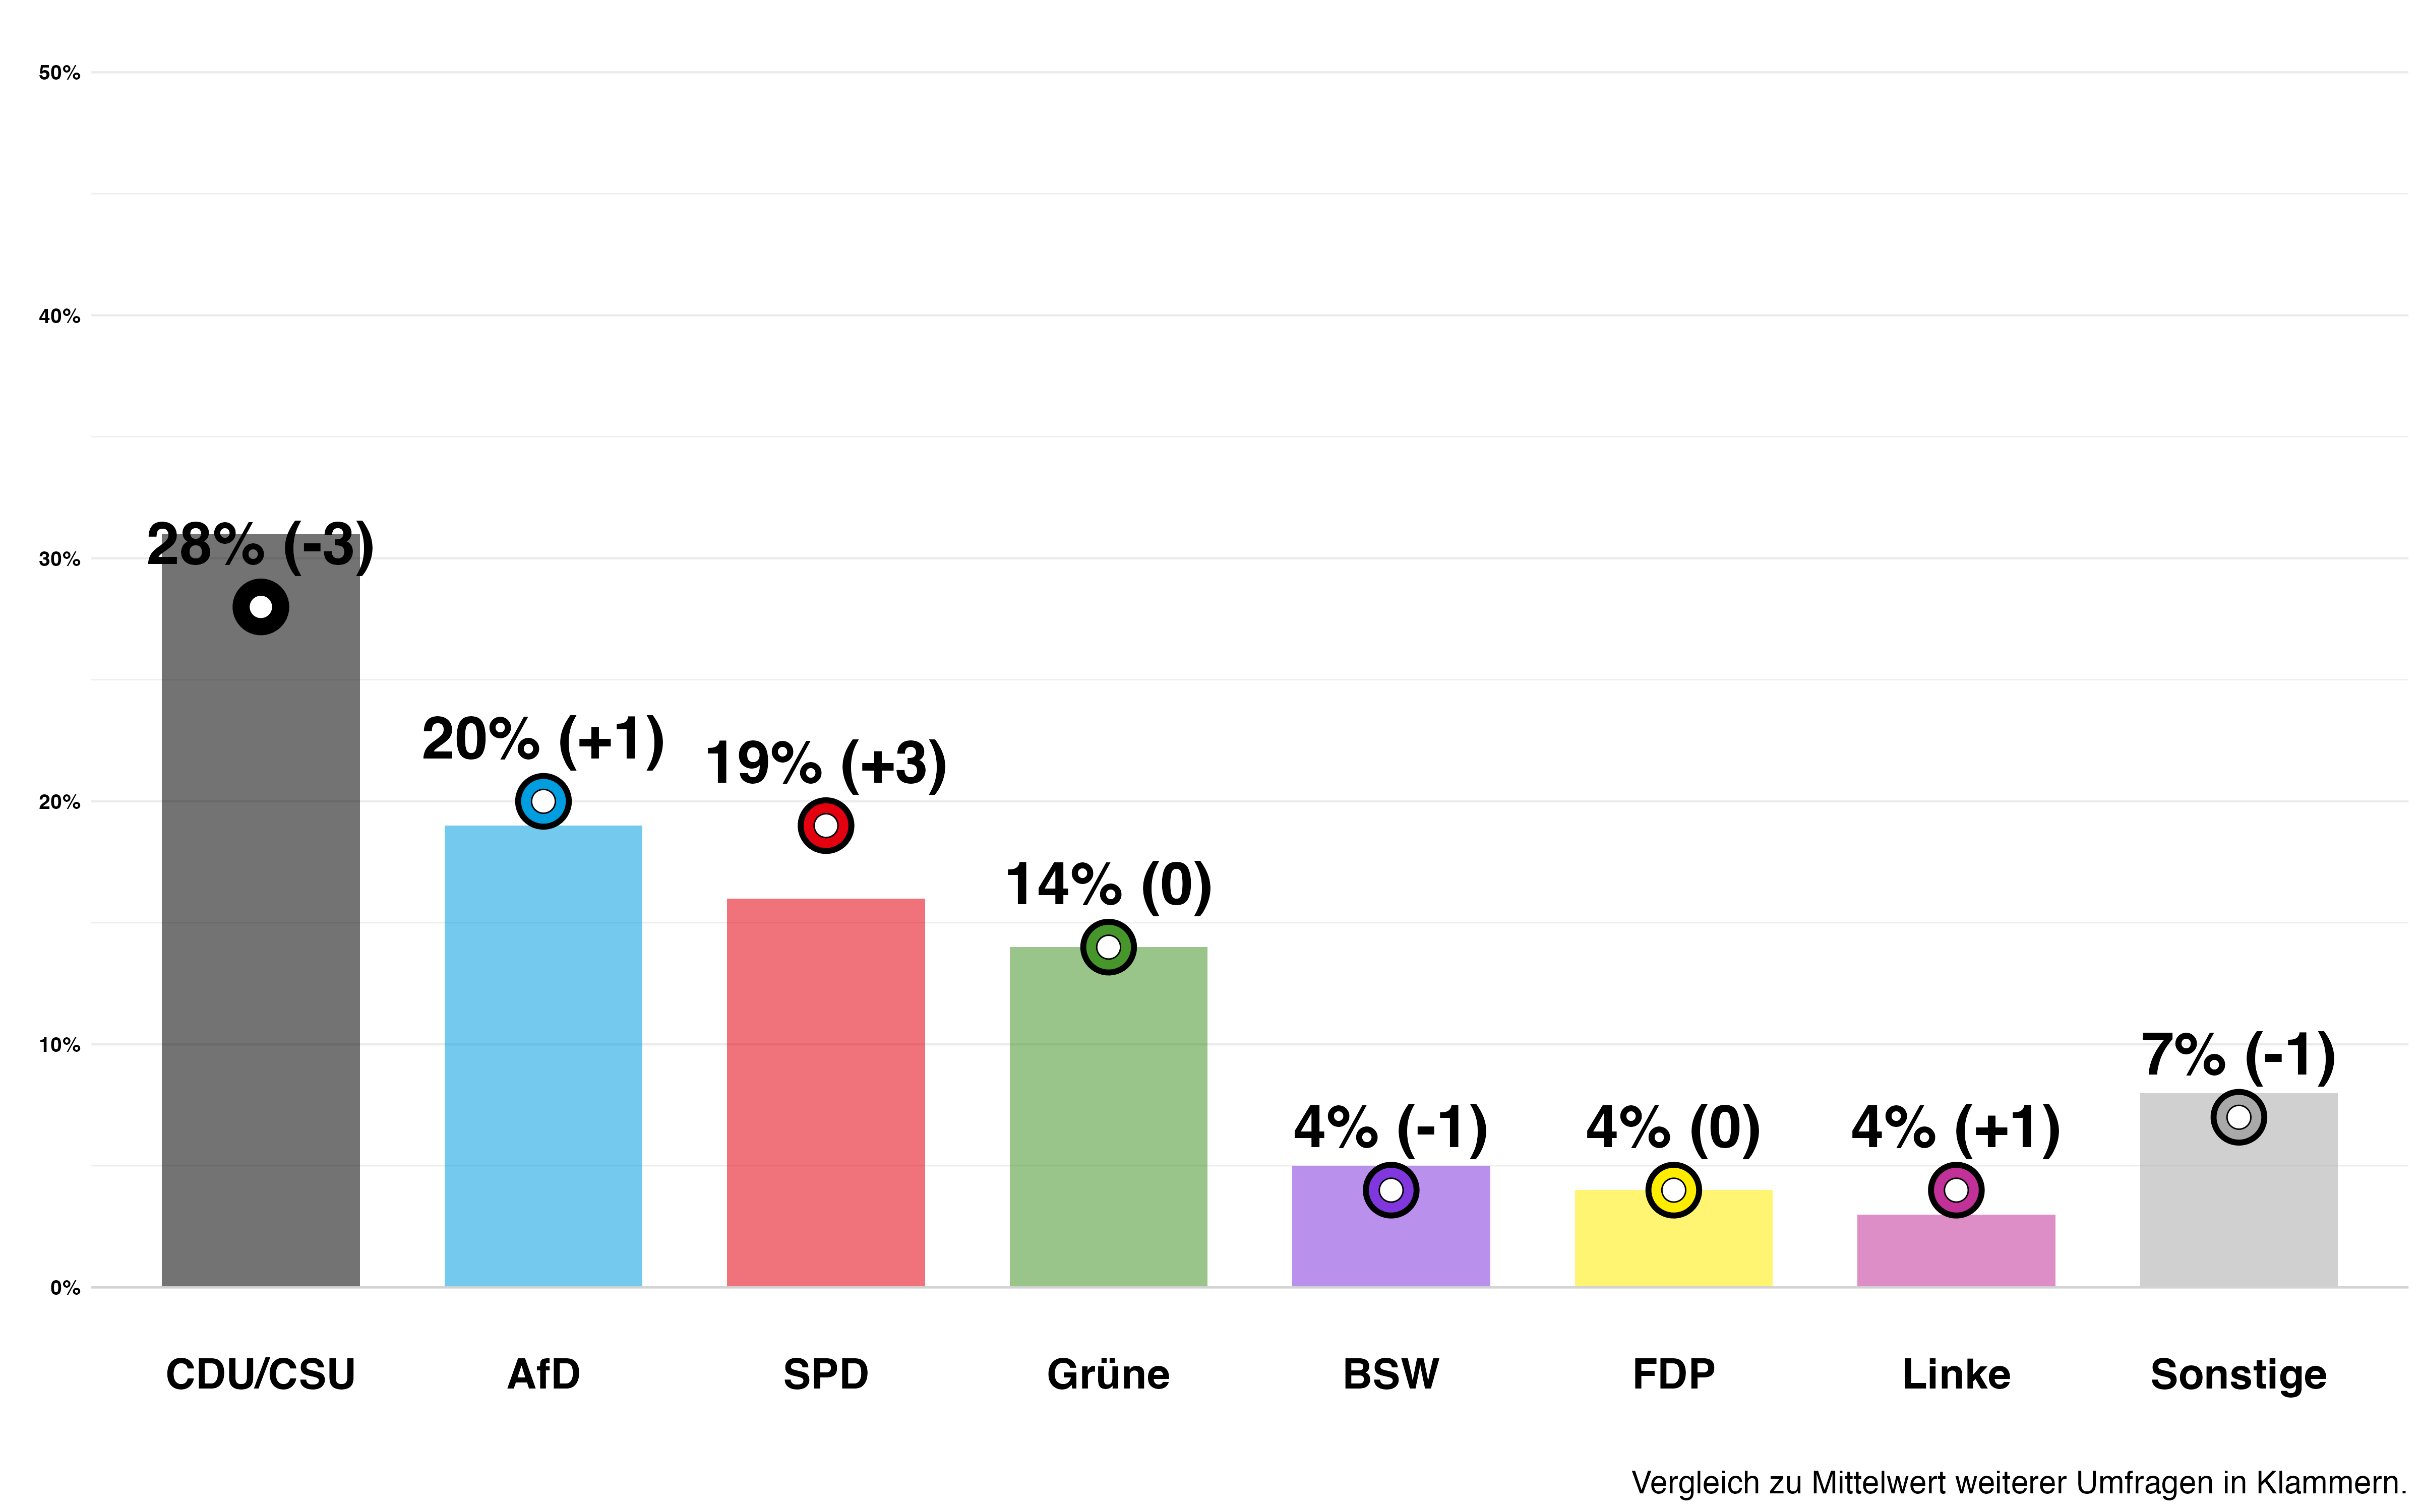 50%
40%
30%
20%
10%
0%
28% (-3)
20% (+1)
19% (+3)
14% (0)
4% (-1)
4% (0)
4% (+1)
7% (-1)
CDU/CSU
AfD
SPD
Grüne
BSW
FDP
Linke
Sonstige
Vergleich zu Mittelwert weiterer Umfragen in Klammern.